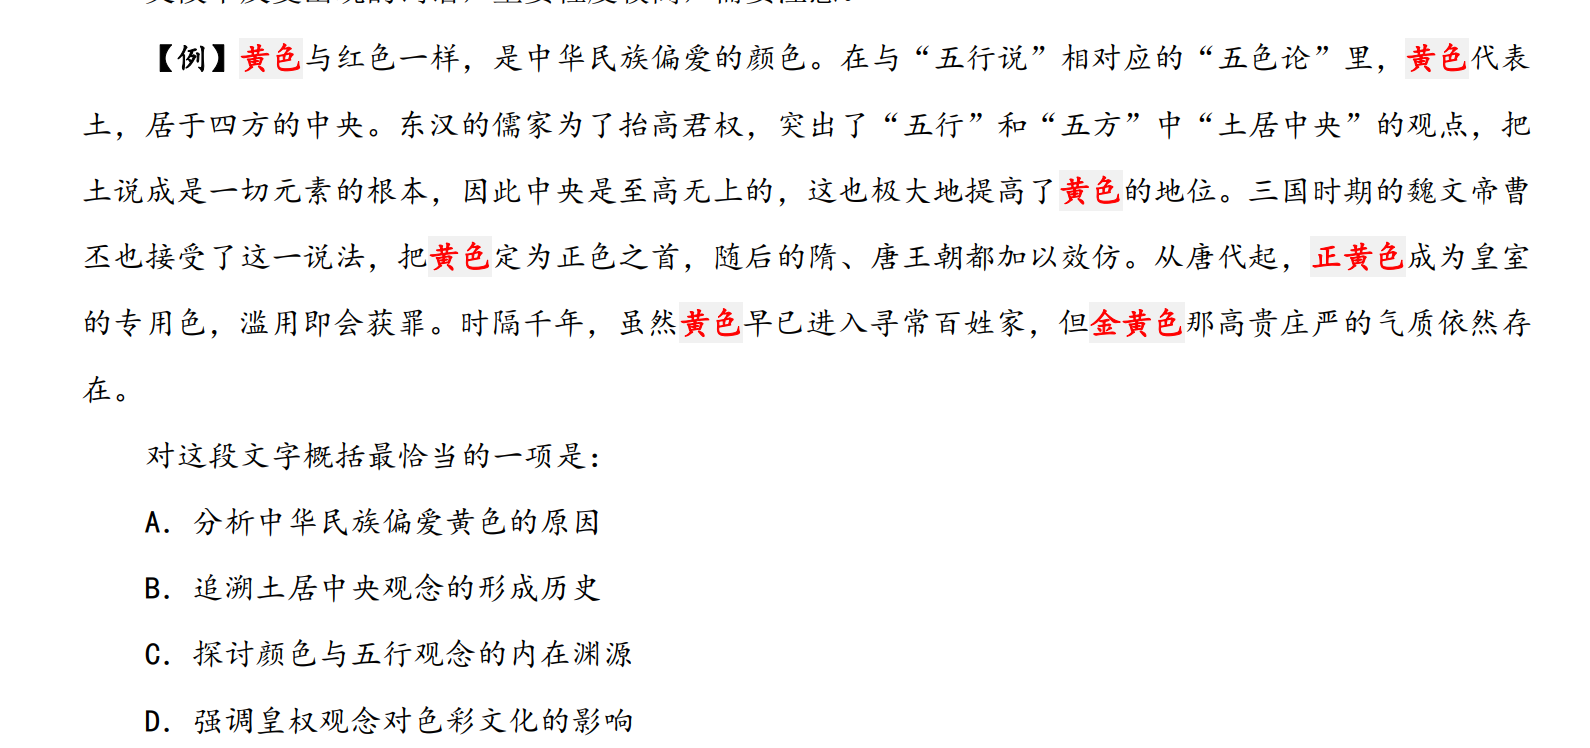 【例】黄色与红色一样，是中华民族偏爱的颜色。在与“五行说”相对应的“五色论”里，黄色代表
土，居于四方的中央。东汉的儒家为了抬高君权，突出了“五行”和“五方”中“土居中央”的观点，把
土说成是一切元素的根本，因此中央是至高无上的，这也极大地提高了黄色的地位。三国时期的魏文帝曹
丕也接受了这一说法，把黄色定为正色之首，随后的隋、唐王朝都加以效仿。从唐代起，正黄色成为皇室
的专用色，滥用即会获罪。时隔千年，虽然黄色早已进入寻常百姓家，但金黄色那高贵庄严的气质依然存
在。
对这段文字概括最恰当的一项是：
A. 分析中华民族偏爱黄色的原因
B. 追溯土居中央观念的形成历史
C. 探讨颜色与五行观念的内在渊源
D. 强调皇权观念对色彩文化的影响